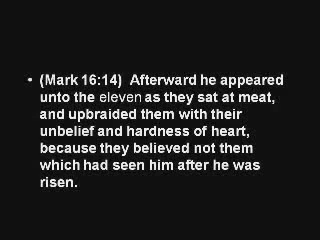 • (Mark 16:14)  Afterward he appeared
unto the eleven as they sat at meat,
and upbraided them with their
unbelief and hardness of heart,
because they believed not them
which had seen him after he was
risen.